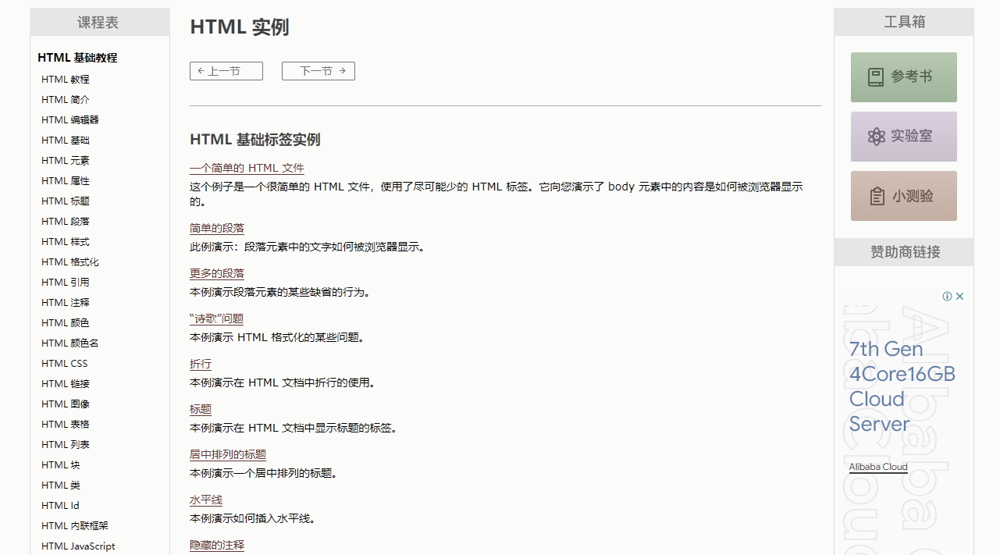 课程表
HTML 基础教程
HTML 教程
HTML 简介
HTML 编辑器
HTML 基础
HTML 元素
HTML 属性
HTML 标题
HTML 段落
HTML 样式
HTML 格式化
HTML 引用
HTML 注释
HTML 颜色
HTML 颜色名
HTML CSS
HTML 链接
HTML 图像
HTML 表格
HTML 列表
HTML 块
HTML 类
HTML Id
HTML 内联框架
HTML JavaScript
HTML 实例
上一节
下一节
HTML 基础标签实例
一个简单的 HTML 文件
这个例子是一个很简单的 HTML 文件，使用了尽可能少的 HTML 标签。它向您演示了 body 元素中的内容是如何被浏览器显示
的。
简单的段落
此例演示：段落元素中的文字如何被浏览器显示。
更多的段落
本例演示段落元素的某些缺省的行为。
“诗歌”问题
本例演示 HTML 格式化的某些问题。
折行
本例演示在 HTML 文档中折行的使用。
标题
本例演示在 HTML 文档中显示标题的标签。
居中排列的标题
本例演示一个居中排列的标题。
水平线
本例演示如何插入水平线。
隐藏的注释
工具箱
参考书
实验室
小测验
赞助商链接
7th Gen
4Core16GB
Cloud
Server
Alibaba Cloud
Alibaba C